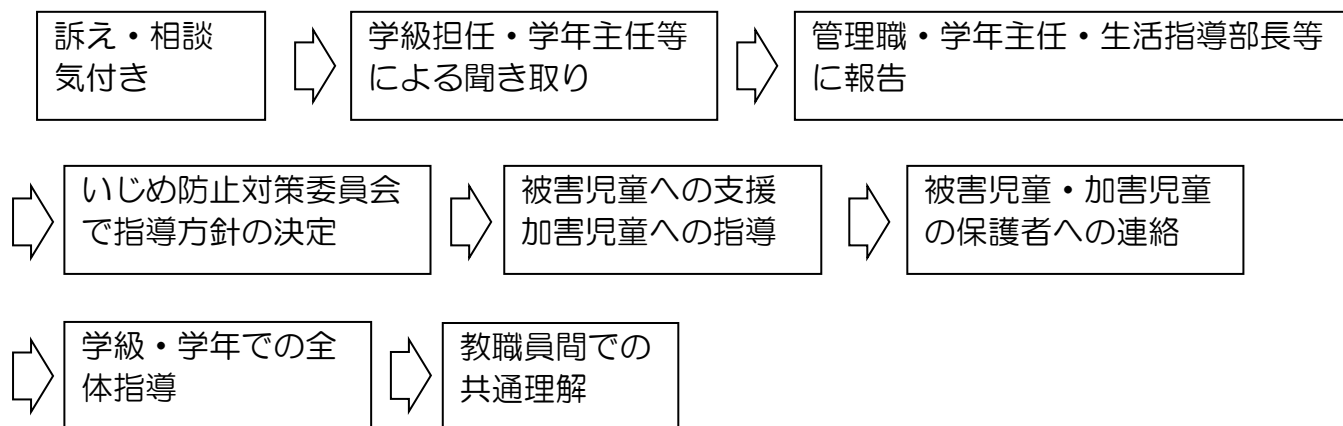 訴え・相談
気付き
学級担任・学年主任等
による聞き取り
管理職・学年主任・生活指導部長等
に報告
いじめ防止対策委員会
で指導方針の決定
被害児童への支援
加害児童への指導
被害児童・加害児童
の保護者への連絡
学級・学年での全
体指導
教職員間での
共通理解